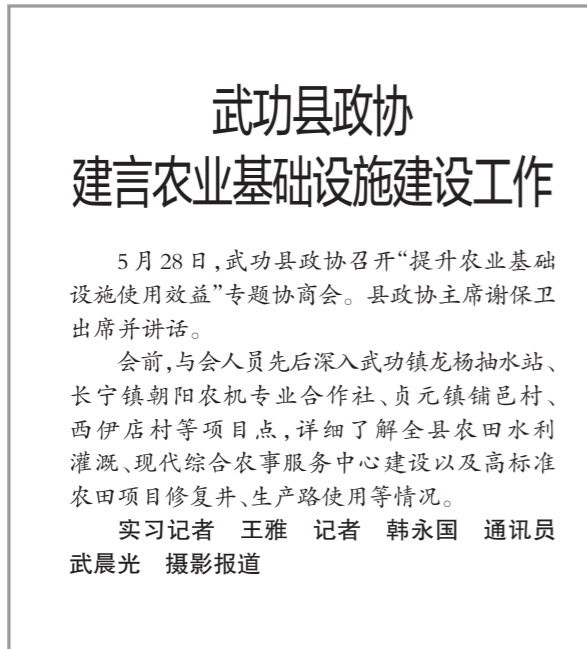 武功县政协
建言农业基础设施建设工作
5月28日，武功县政协召开“提升农业基础
设施使用效益”专题协商会。县政协主席谢保卫
出席并讲话。
会前，与会人员先后深入武功镇龙杨抽水站、
长宁镇朝阳农机专业合作社、贞元镇铺邑村、
西伊店村等项目点，详细了解全县农田水利
灌溉、现代综合农事服务中心建设以及高标准
农田项目修复井、生产路使用等情况。
实习记者　王雅　记者　韩永国　通讯员
武晨光　摄影报道